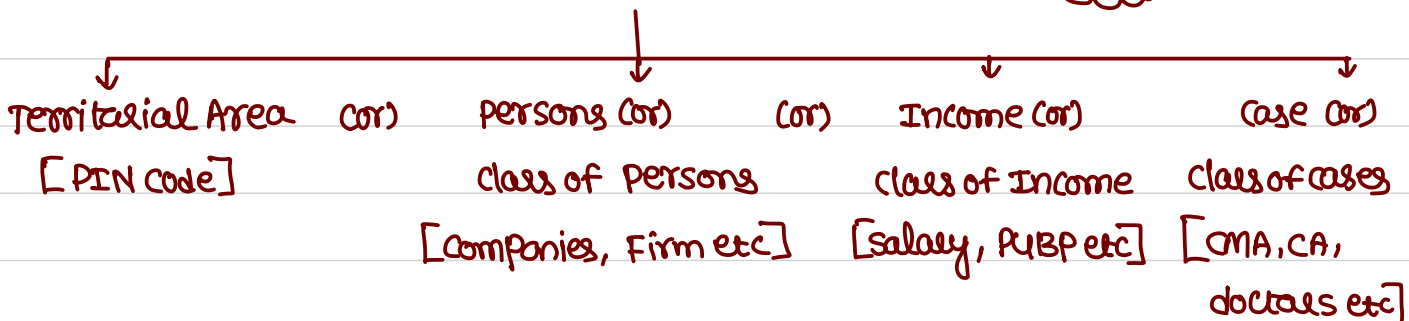 Territorial Area (or) Persons (or) (or) Income (or) Case (or)
[PIN Code] class of Persons class of Income class of cases
[Companies, Firm etc] [salary, PUBP etc] [CMA, CA,
doctors etc]